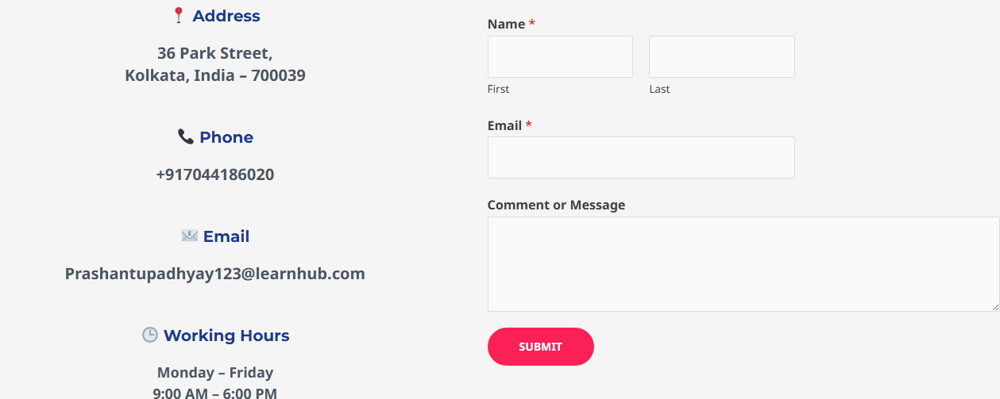 Address
36 Park Street,
Kolkata, India – 700039
Phone
+917044186020
Email
Prashantupadhyay123@learnhub.com
Working Hours
Monday – Friday
9:00 AM – 6:00 PM
Name *
First Last
Email *
Comment or Message
SUBMIT